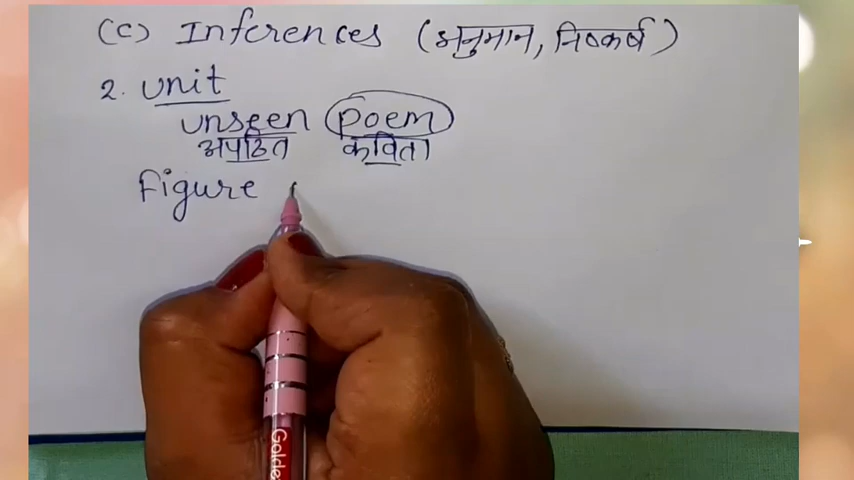 (C) Inferences (अनुमान, निष्कर्ष)
2. Unit
unseen poem
अपठित कविता
Figure
Golde